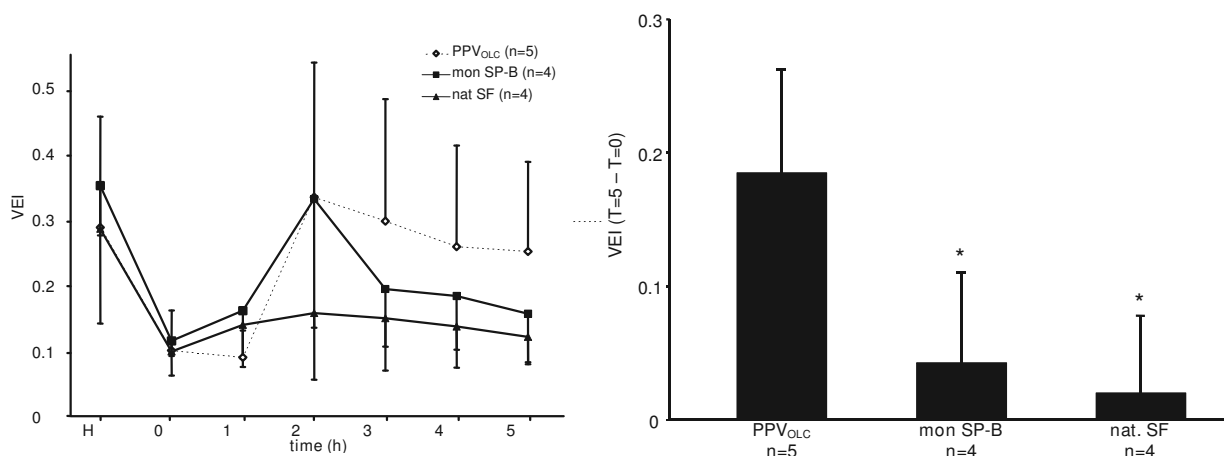 PPVOLC (n=5)
mon SP-B (n=4)
nat SF (n=4)
0.5
0.4
0.3
0.2
0.1
0
VEI
H 0 1 2 3 4 5
time (h)
0.3
0.2
0.1
0
VEI (T=5 – T=0)
*
*
PPVOLC mon SP-B nat. SF
n=5 n=4 n=4